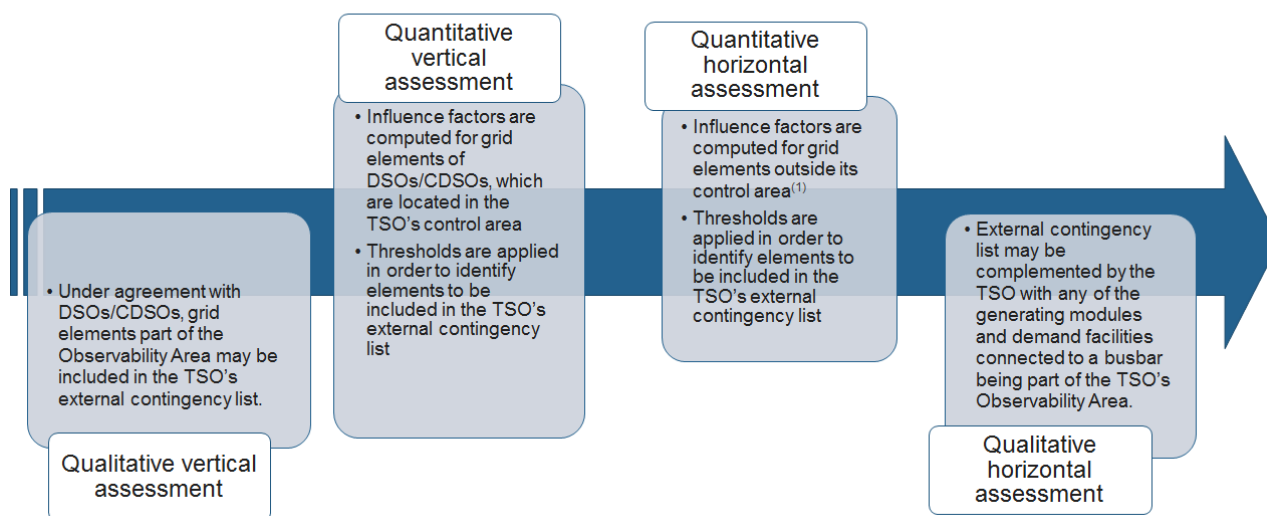 • Under agreement with
DSOs/CDSOs, grid
elements part of the
Observability Area may be
included in the TSO's
external contingency list.
Qualitative vertical
assessment
Quantitative
vertical
assessment
• Influence factors are
computed for grid
elements of
DSOs/CDSOs, which
are located in the
TSO's control area
• Thresholds are applied
in order to identify
elements to be
included in the TSO's
external contingency
list
Quantitative
horizontal
assessment
• Influence factors are
computed for grid
elements outside its
control area(1)
• Thresholds are
applied in order to
identify elements to
be included in the
TSO's external
contingency list
• External contingency
list may be
complemented by the
TSO with any of the
generating modules
and demand facilities
connected to a busbar
being part of the TSO's
Observability Area.
Qualitative
horizontal
assessment